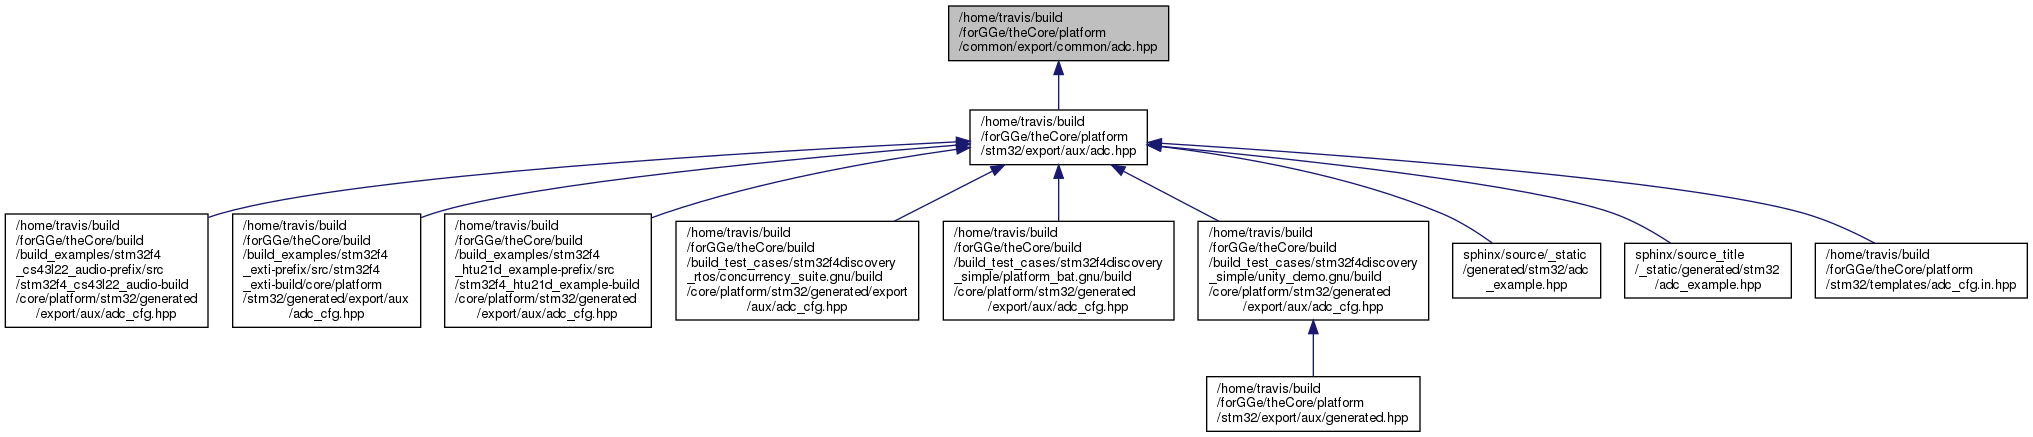 /home/travis/build
/forGGe/theCore/platform
/common/export/common/adc.hpp
/home/travis/build
/forGGe/theCore/platform
/stm32/export/aux/adc.hpp
/home/travis/build
/forGGe/theCore/build
/build_examples/stm32f4
_cs43l22_audio-prefix/src
/stm32f4_cs43l22_audio-build
/core/platform/stm32/generated
/export/aux/adc_cfg.hpp
/home/travis/build
/forGGe/theCore/build
/build_examples/stm32f4
_exti-prefix/src/stm32f4
_exti-build/core/platform
/stm32/generated/export/aux
/adc_cfg.hpp
/home/travis/build
/forGGe/theCore/build
/build_examples/stm32f4
_htu21d_example-prefix/src
/stm32f4_htu21d_example-build
/core/platform/stm32/generated
/export/aux/adc_cfg.hpp
/home/travis/build
/forGGe/theCore/build
/build_test_cases/stm32f4discovery
_rtos/concurrency_suite.gnu/build
/core/platform/stm32/generated/export
/aux/adc_cfg.hpp
/home/travis/build
/forGGe/theCore/build
/build_test_cases/stm32f4discovery
_simple/platform_bat.gnu/build
/core/platform/stm32/generated
/export/aux/adc_cfg.hpp
/home/travis/build
/forGGe/theCore/build
/build_test_cases/stm32f4discovery
_simple/unity_demo.gnu/build
/core/platform/stm32/generated
/export/aux/adc_cfg.hpp
sphinx/source/_static
/generated/stm32/adc
_example.hpp
sphinx/source_title
/_static/generated/stm32
/adc_example.hpp
/home/travis/build
/forGGe/theCore/platform
/stm32/templates/adc_cfg.in.hpp
/home/travis/build
/forGGe/theCore/platform
/stm32/export/aux/generated.hpp